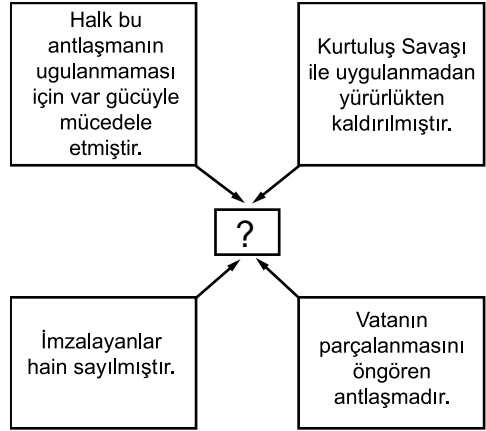 Halk bu
antlaşmanın
ugulanmaması
için var gücüyle
mücedele
etmiştir.
Kurtuluş Savaşı
ile uygulanmadan
yürürlükten
kaldırılmıştır.
?
İmzalayanlar
hain sayılmıştır.
Vatanın
parçalanmasını
öngören
antlaşmadır.